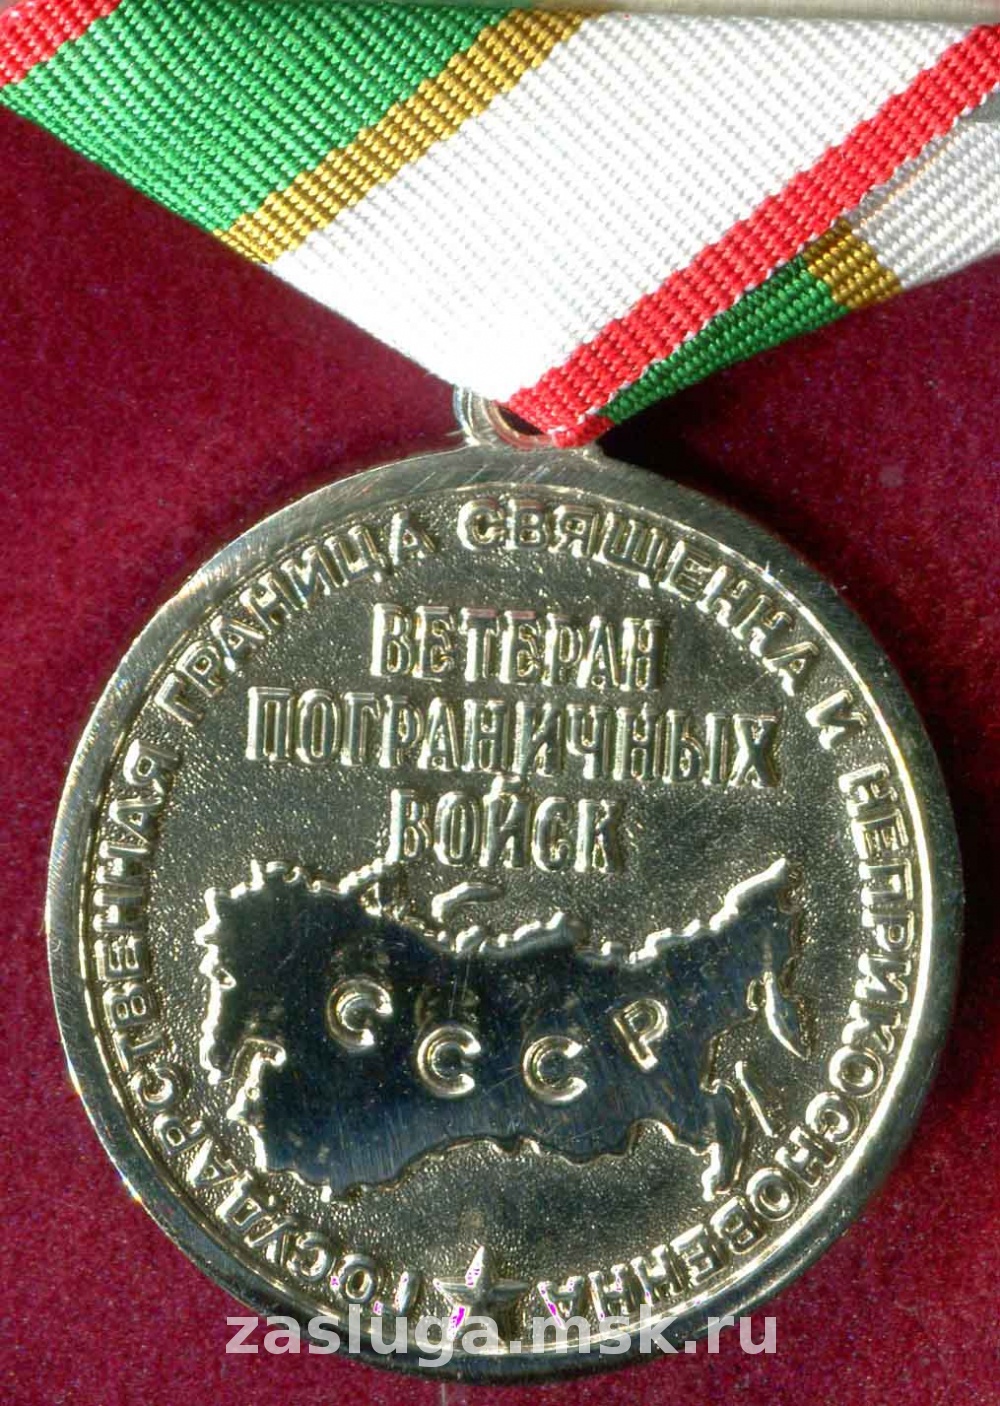 ГОСУДАРСТВЕННАЯ ГРАНИЦА СВЯЩЕННА И НЕПРИКОСНОВЕННА
ВЕТЕРАН
ПОГРАНИЧНЫХ
ВОЙСК
СССР
zasluga.msk.ru